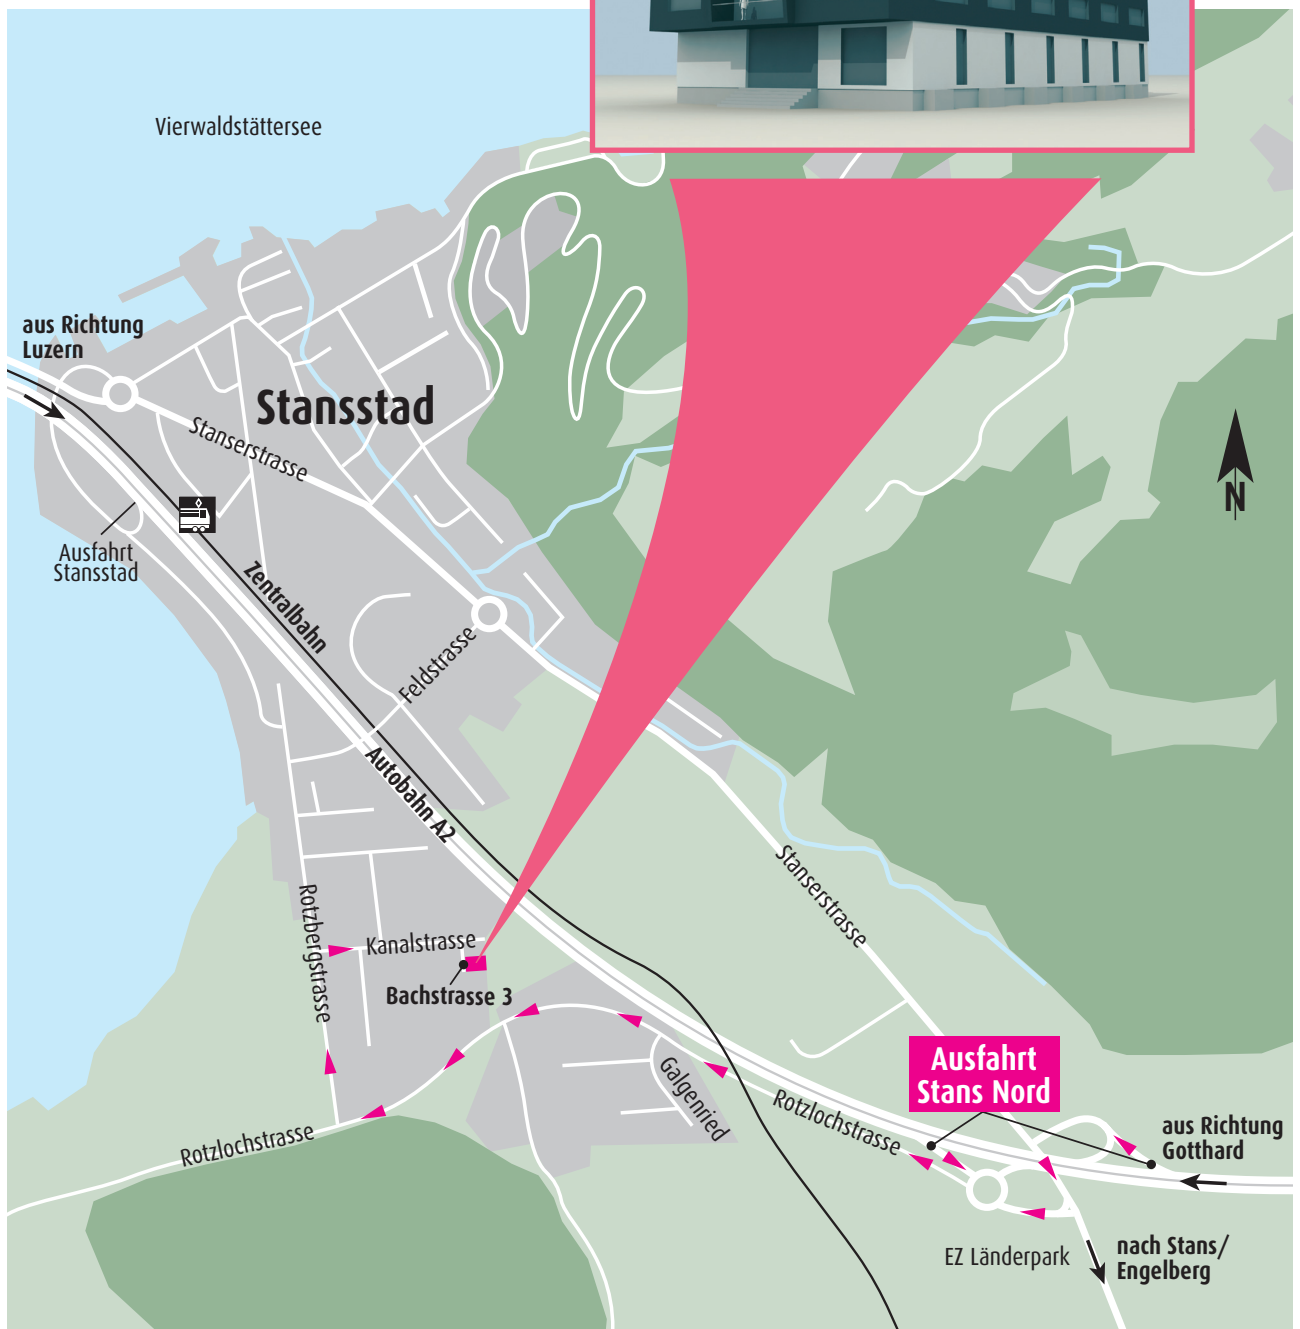 Vierwaldstättersee
aus Richtung
Luzern
Stansstad
Stanserstrasse
N
Ausfahrt
Stansstad
Zentralbahn
Feldstrasse
Autobahn A2
Stanserstrasse
Rotzbergstrasse
Kanalstrasse
Bachstrasse 3
Ausfahrt
Stans Nord
Galgenried
Rotzlochstrasse
aus Richtung
Gotthard
Rotzlochstrasse
EZ Länderpark
nach Stans/
Engelberg